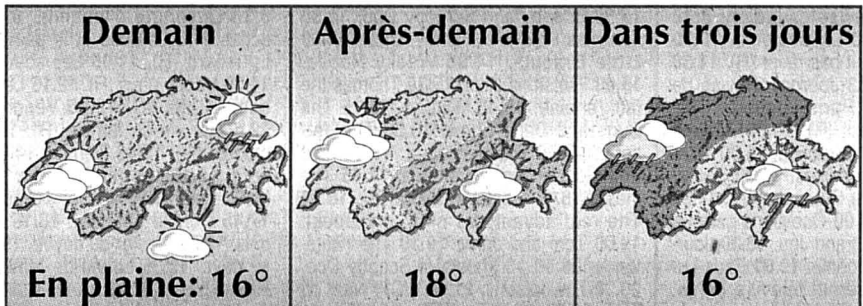 Demain
En plaine: 16°
Après-demain
18°
Dans trois jours
16°